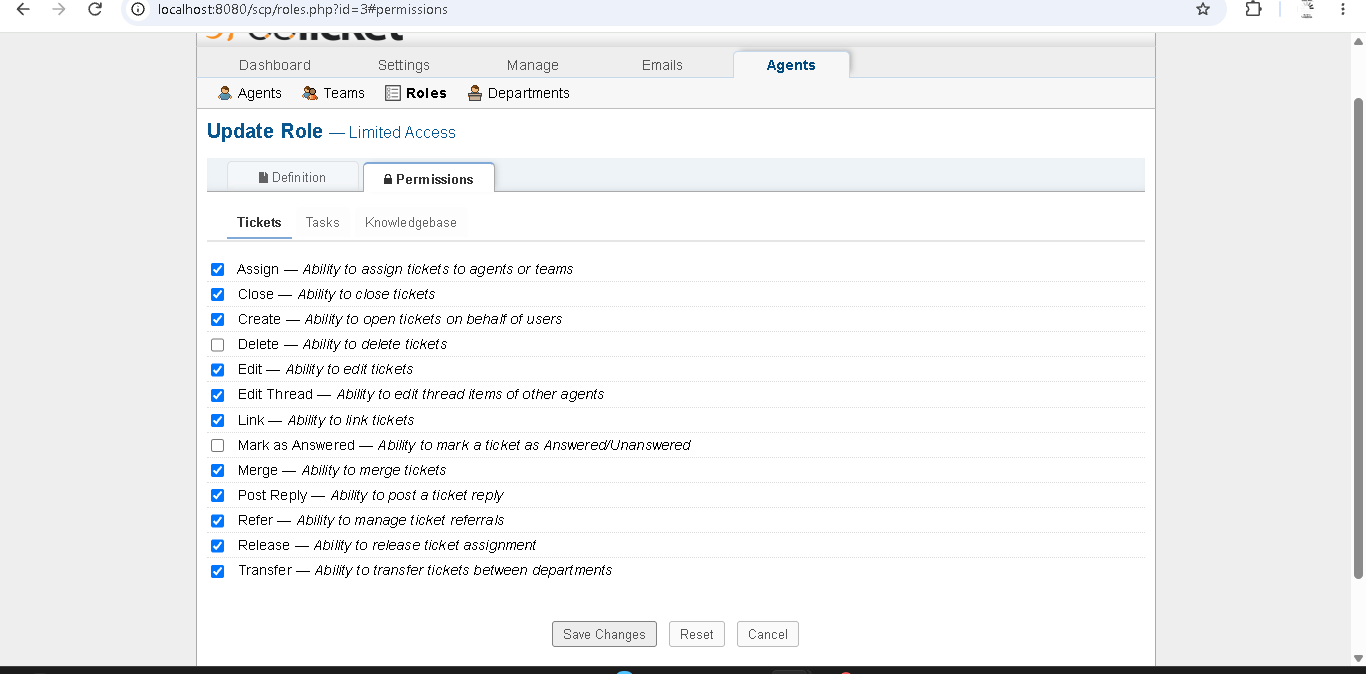 localhost:8080/scp/roles.php?id=3#permissions
Dashboard Settings Manage Emails Agents
Agents Teams Roles Departments
Update Role — Limited Access
Definition Permissions
Tickets Tasks Knowledgebase
Assign — Ability to assign tickets to agents or teams
Close — Ability to close tickets
Create — Ability to open tickets on behalf of users
Delete — Ability to delete tickets
Edit — Ability to edit tickets
Edit Thread — Ability to edit thread items of other agents
Link — Ability to link tickets
Mark as Answered — Ability to mark a ticket as Answered/Unanswered
Merge — Ability to merge tickets
Post Reply — Ability to post a ticket reply
Refer — Ability to manage ticket referrals
Release — Ability to release ticket assignment
Transfer — Ability to transfer tickets between departments
Save Changes Reset Cancel